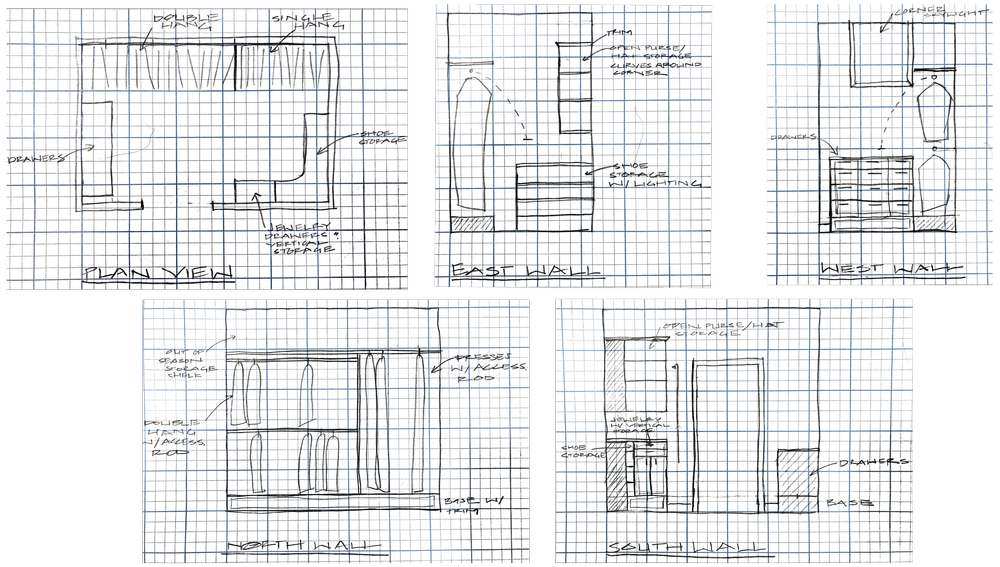 DOUBLE
HANG
SINGLE
HANG
DRAWERS
SHOE
STORAGE
JEWELRY
DRAWERS +
VERTICAL
STORAGE
PLAN VIEW
TRIM
OPEN PURSE/
HAT STORAGE
CURVES AROUND
CORNER
SHOE
STORAGE
W/ LIGHTING
EAST WALL
CORNER
SKYLIGHT
DRAWERS
WEST WALL
OUT OF
SEASON
STORAGE
SHELF
DRESSES
W/ ACCESS.
ROD
DOUBLE
HANG
W/ ACCESS.
ROD
BASE W/
TRIM
NORTH WALL
OPEN PURSE/HAT
STORAGE
JEWELRY
W/ VERTICAL
STORAGE
SHOE
STORAGE
DRAWERS
BASE
SOUTH WALL